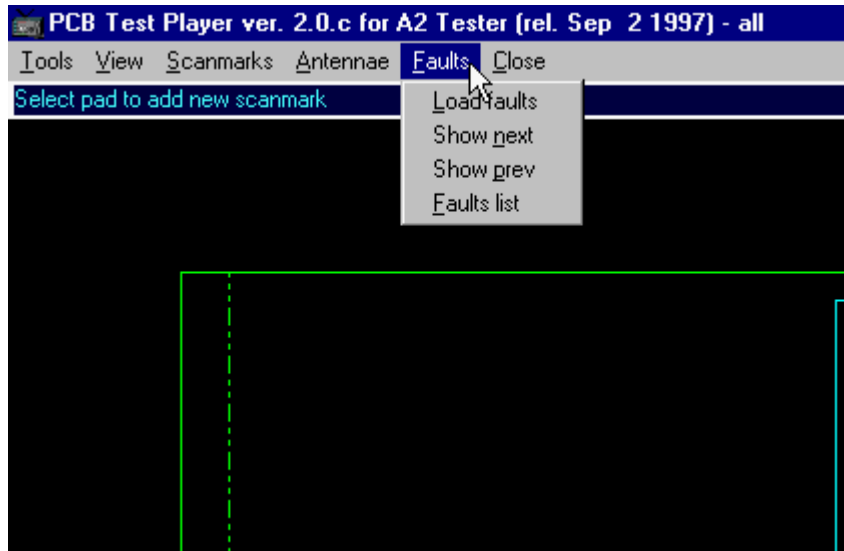 PCB Test Player ver. 2.0.c for A2 Tester (rel. Sep  2 1997) - all
Tools View Scanmarks Antennae Faults Close
Select pad to add new scanmark
Load faults
Show next
Show prev
Faults list